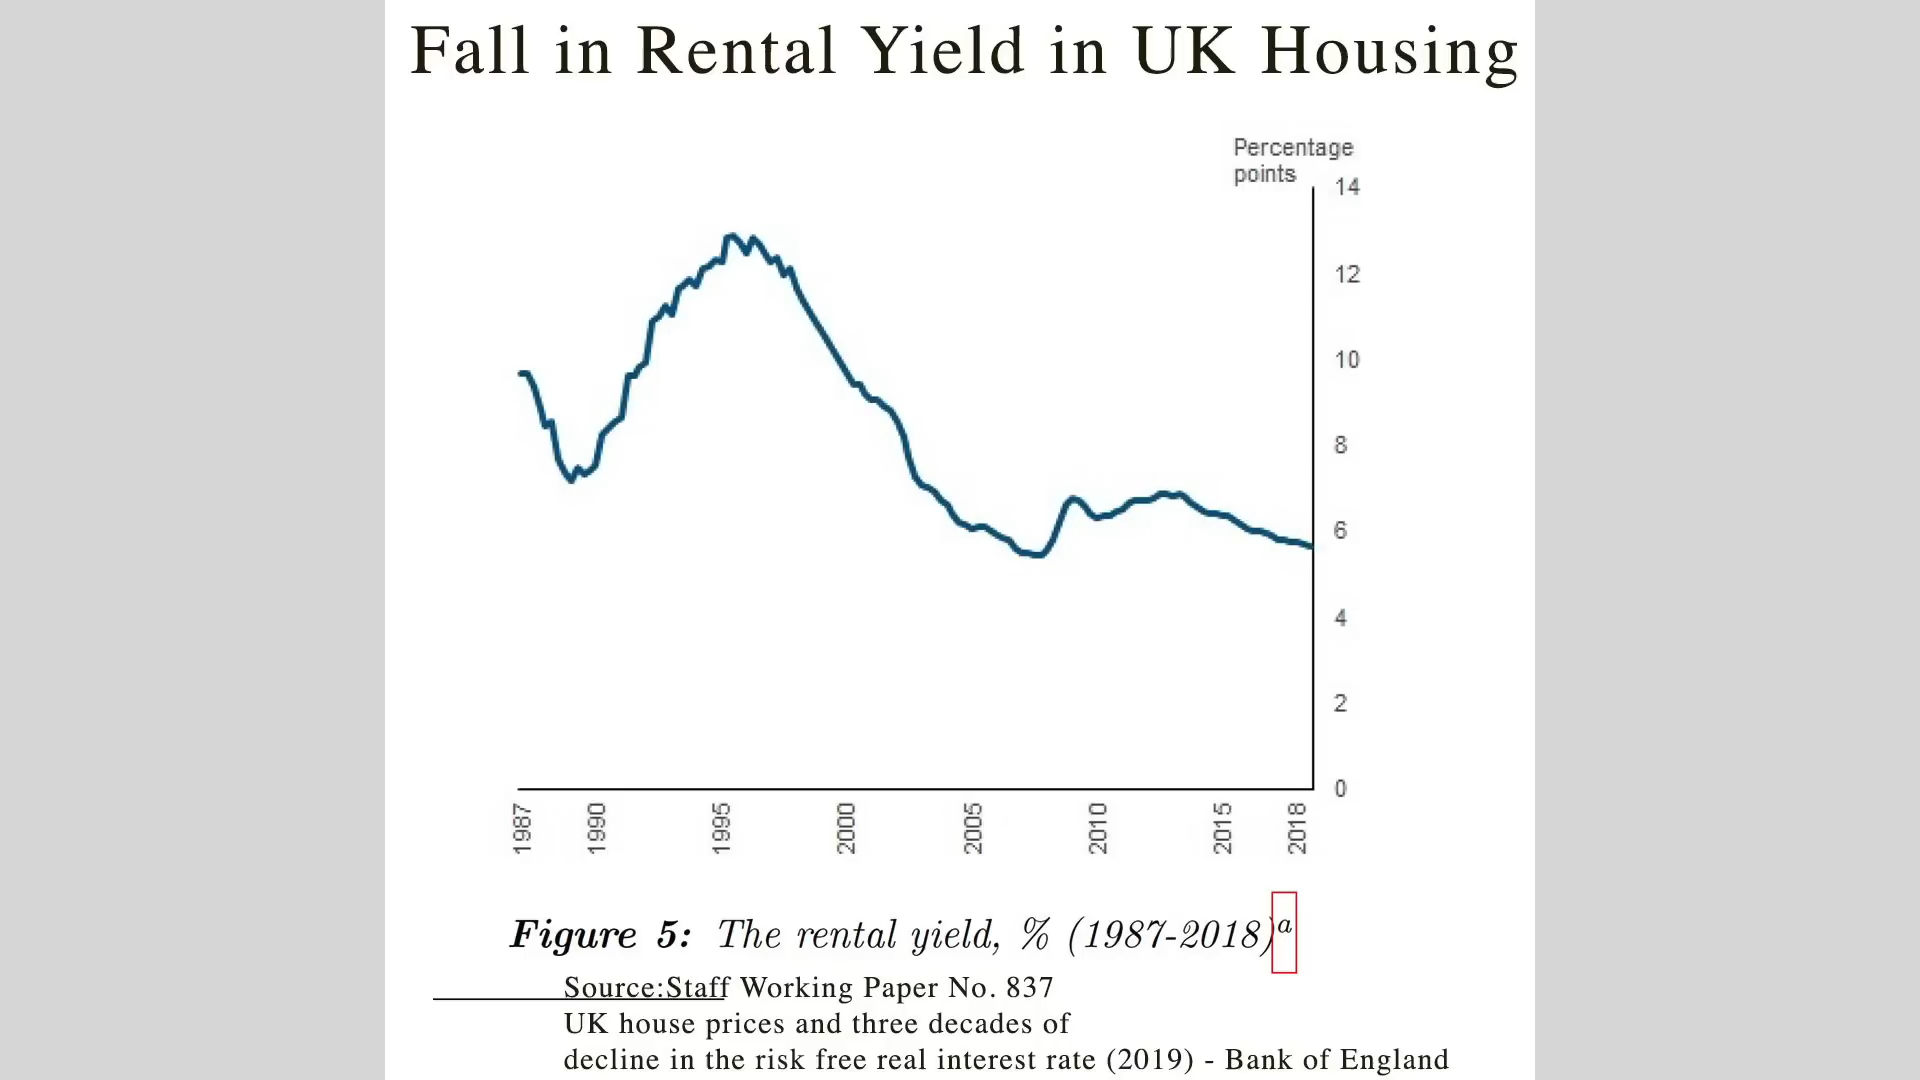 Fall in Rental Yield in UK Housing
Percentage
points
14
12
10
8
6
4
2
0
1987
1990
1995
2000
2005
2010
2015
2018
Figure 5: The rental yield, % (1987-2018)a
Source:Staff Working Paper No. 837
UK house prices and three decades of
decline in the risk free real interest rate (2019) - Bank of England